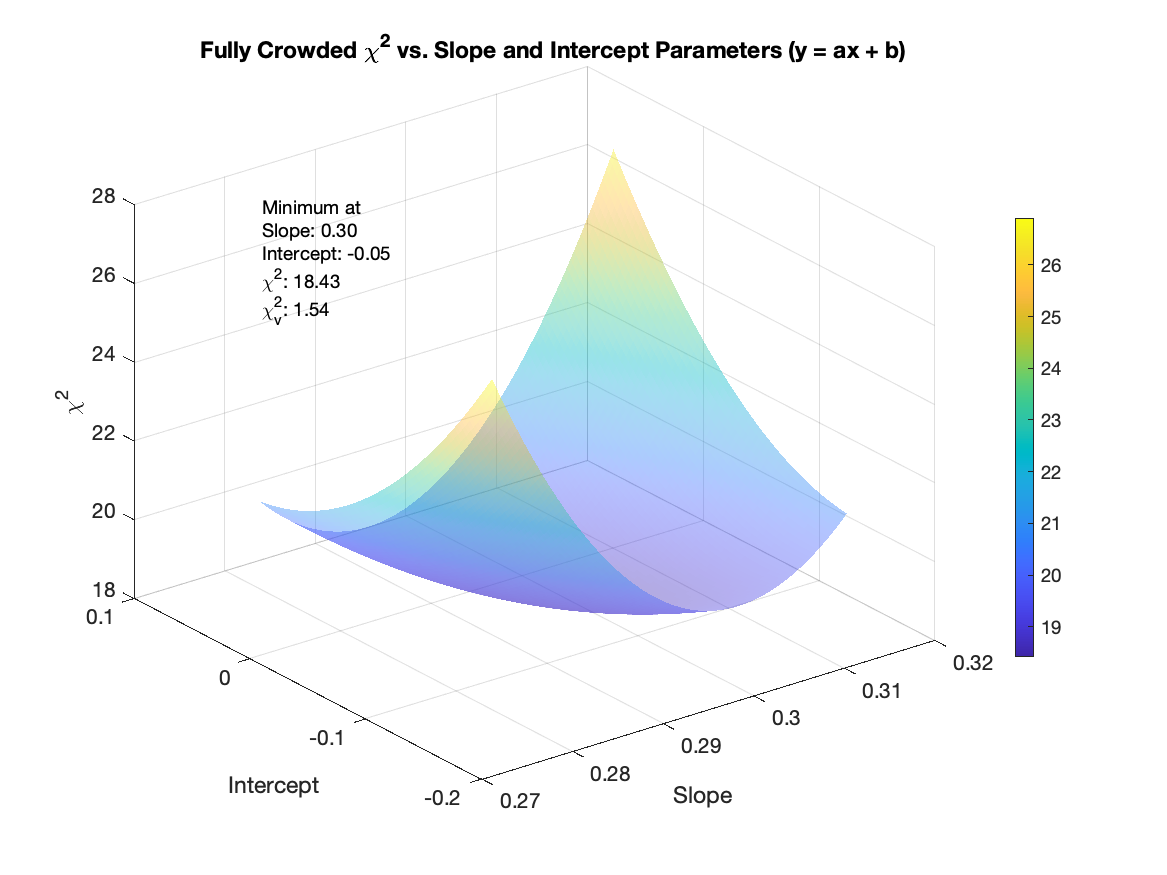 Fully Crowded χ² vs. Slope and Intercept Parameters (y = ax + b)
Minimum at
Slope: 0.30
Intercept: -0.05
χ²: 18.43
χ²ᵥ: 1.54
28
26
24
22
20
18
χ²
0.1
0
-0.1
-0.2
Intercept
0.27
0.28
0.29
0.3
0.31
0.32
Slope
26
25
24
23
22
21
20
19